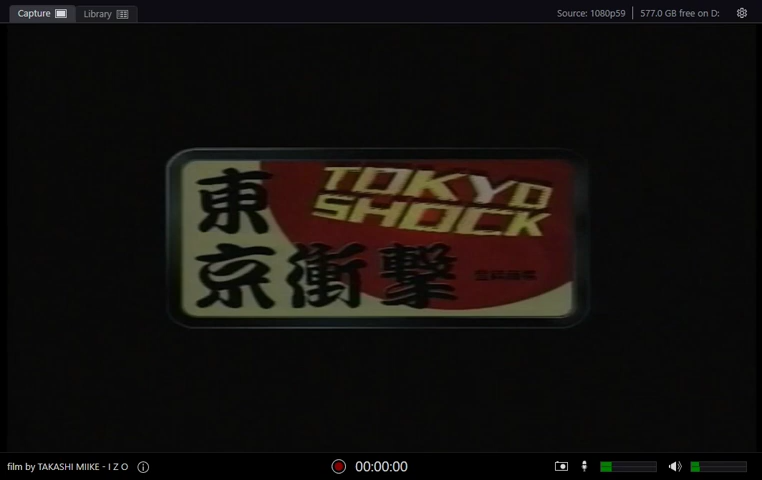 Capture
Library
Source: 1080p59
577.0 GB free on D:
東
TOKYO
SHOCK
京衝撃
film by TAKASHI MIIKE - I Z O
00:00:00